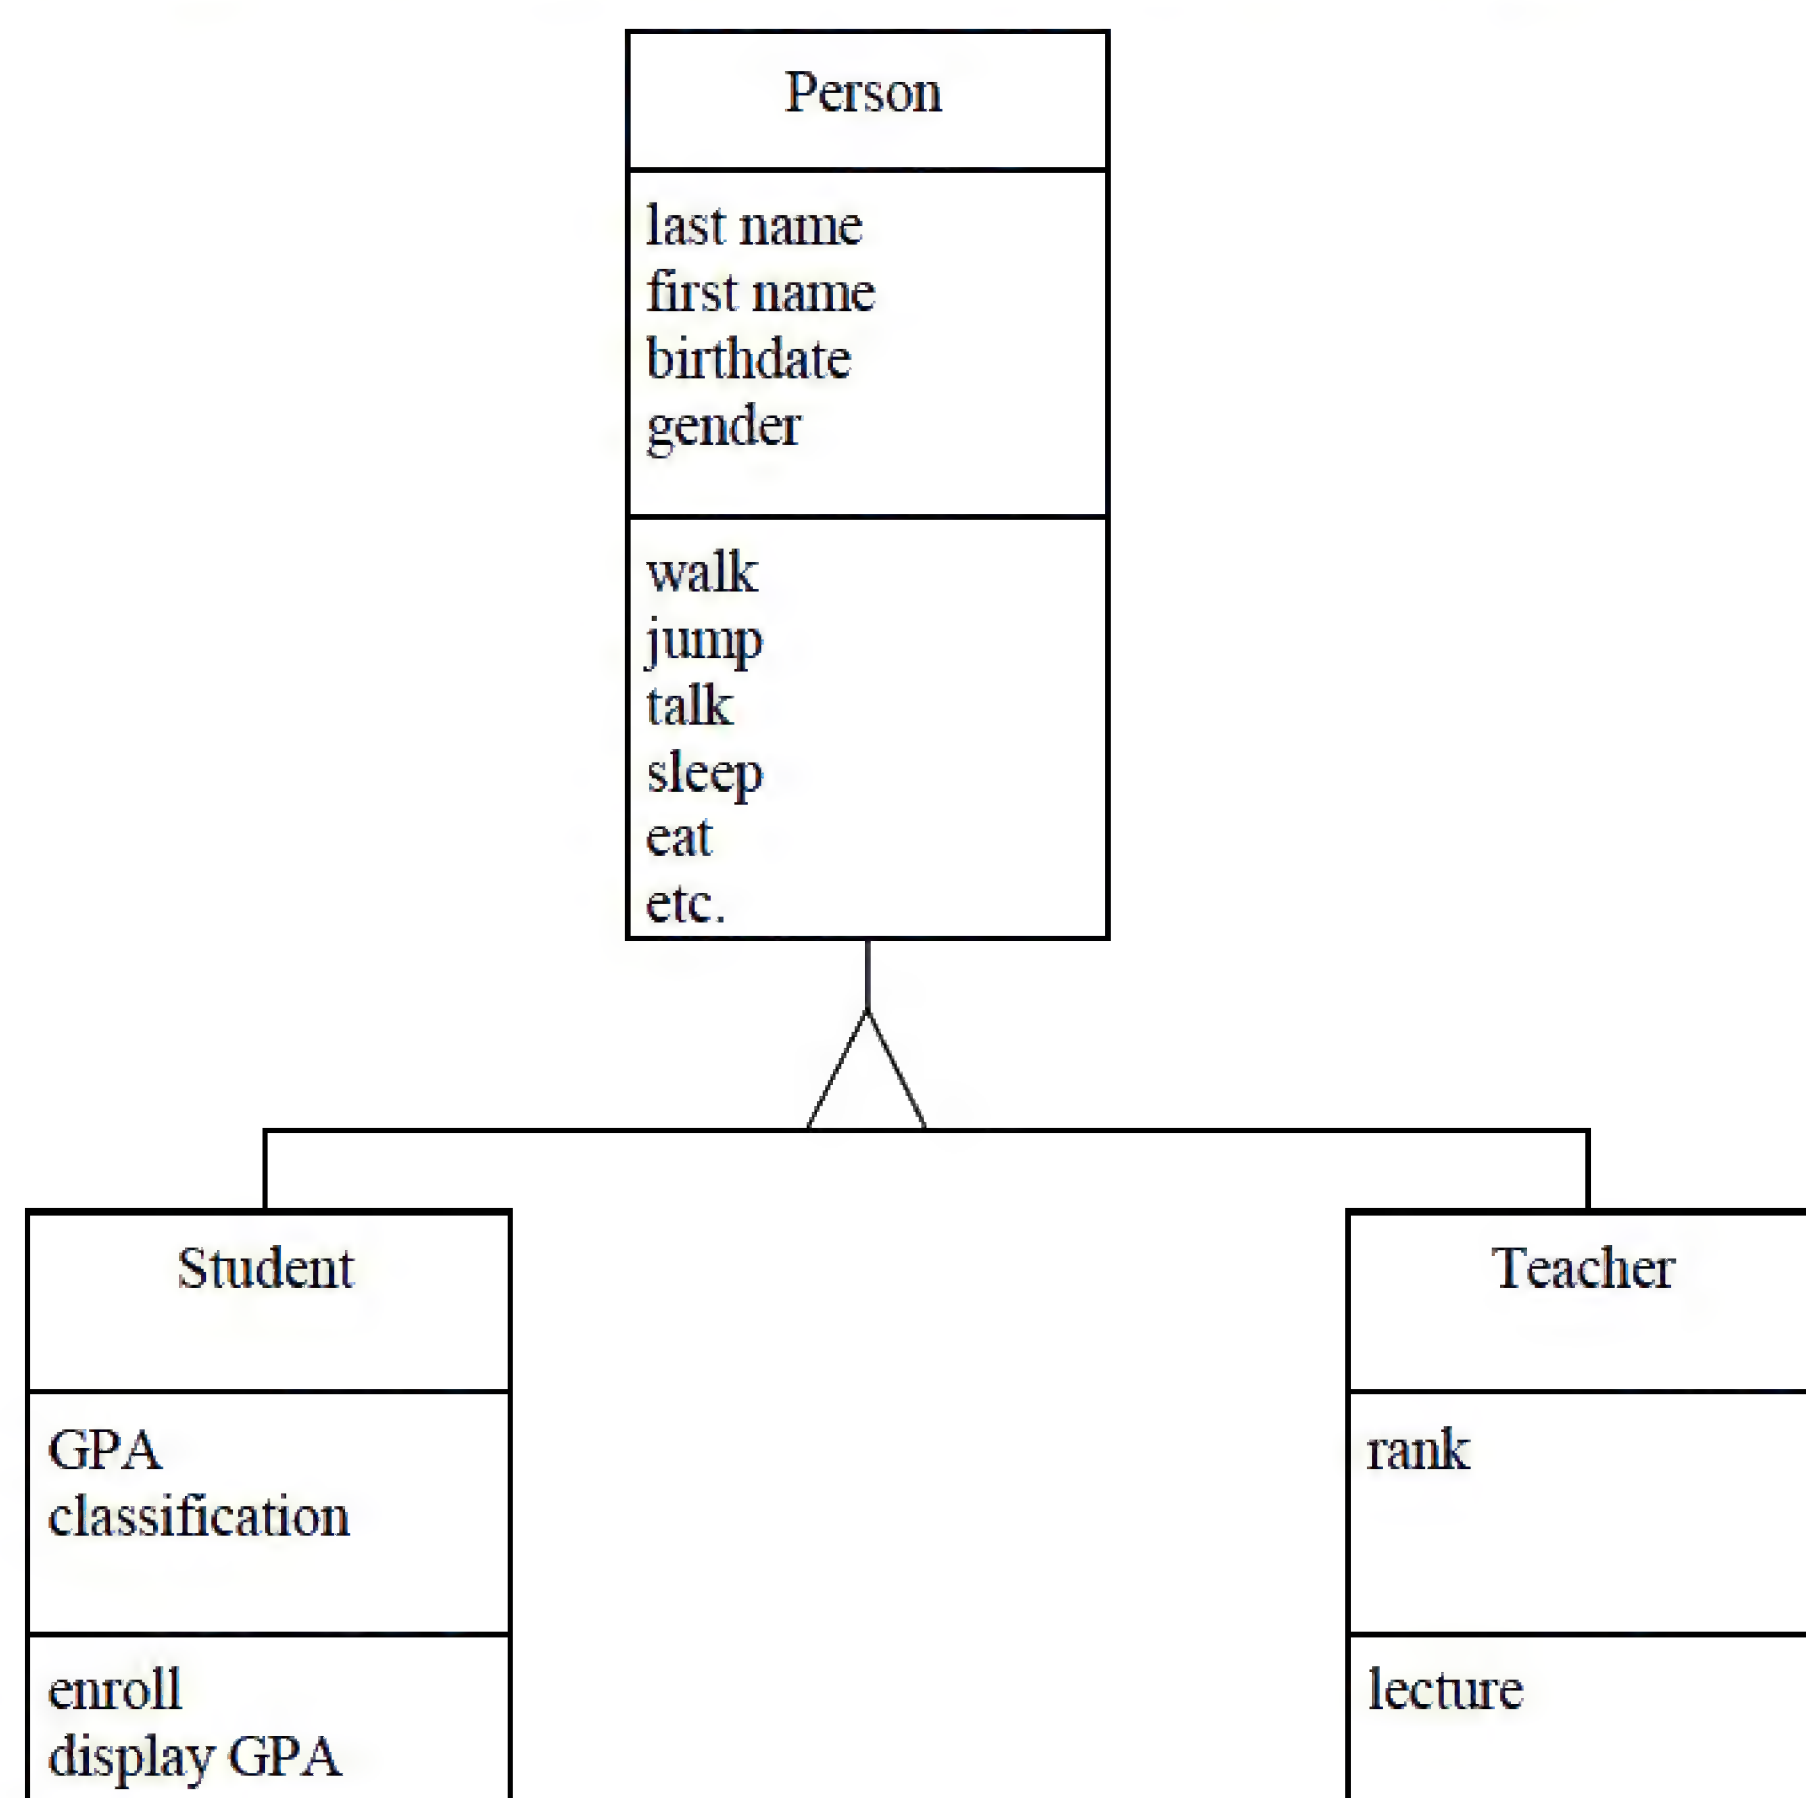 Person
last name
first name
birthdate
gender
walk
jump
talk
sleep
eat
etc.
Student
GPA
classification
enroll
display GPA
Teacher
rank
lecture